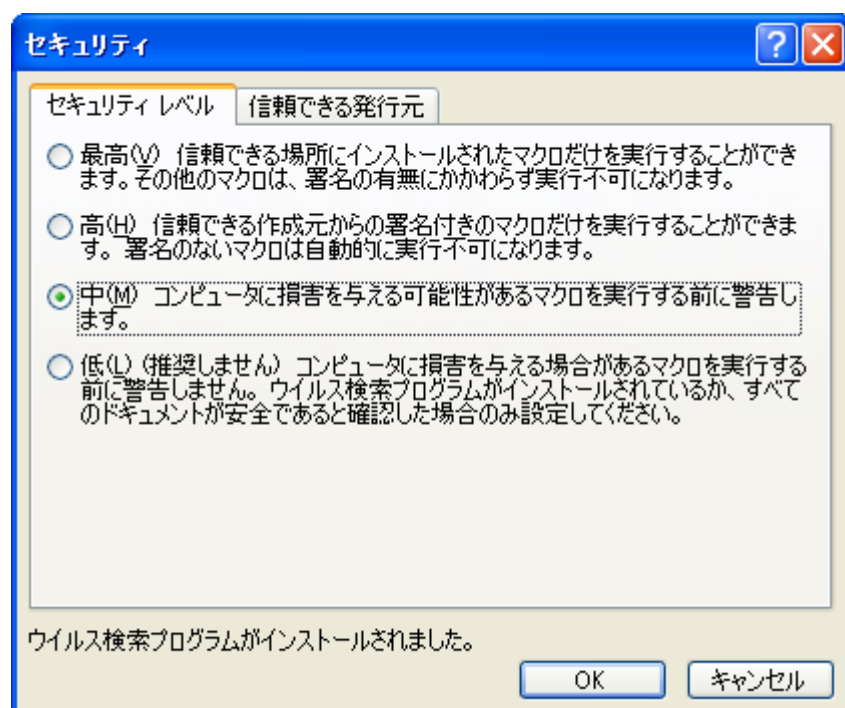 セキュリティ
セキュリティ レベル
信頼できる発行元
最高(V) 信頼できる場所にインストールされたマクロだけを実行することができ
ます。その他のマクロは、署名の有無にかかわらず実行不可になります。
高(H) 信頼できる作成元からの署名付きのマクロだけを実行することができま
す。署名のないマクロは自動的に実行不可になります。
中(M) コンピュータに損害を与える可能性があるマクロを実行する前に警告し
ます。
低(L) (推奨しません) コンピュータに損害を与える場合があるマクロを実行する
前に警告しません。ウイルス検索プログラムがインストールされているか、すべて
のドキュメントが安全であると確認した場合のみ設定してください。
ウイルス検索プログラムがインストールされました。
OK
キャンセル